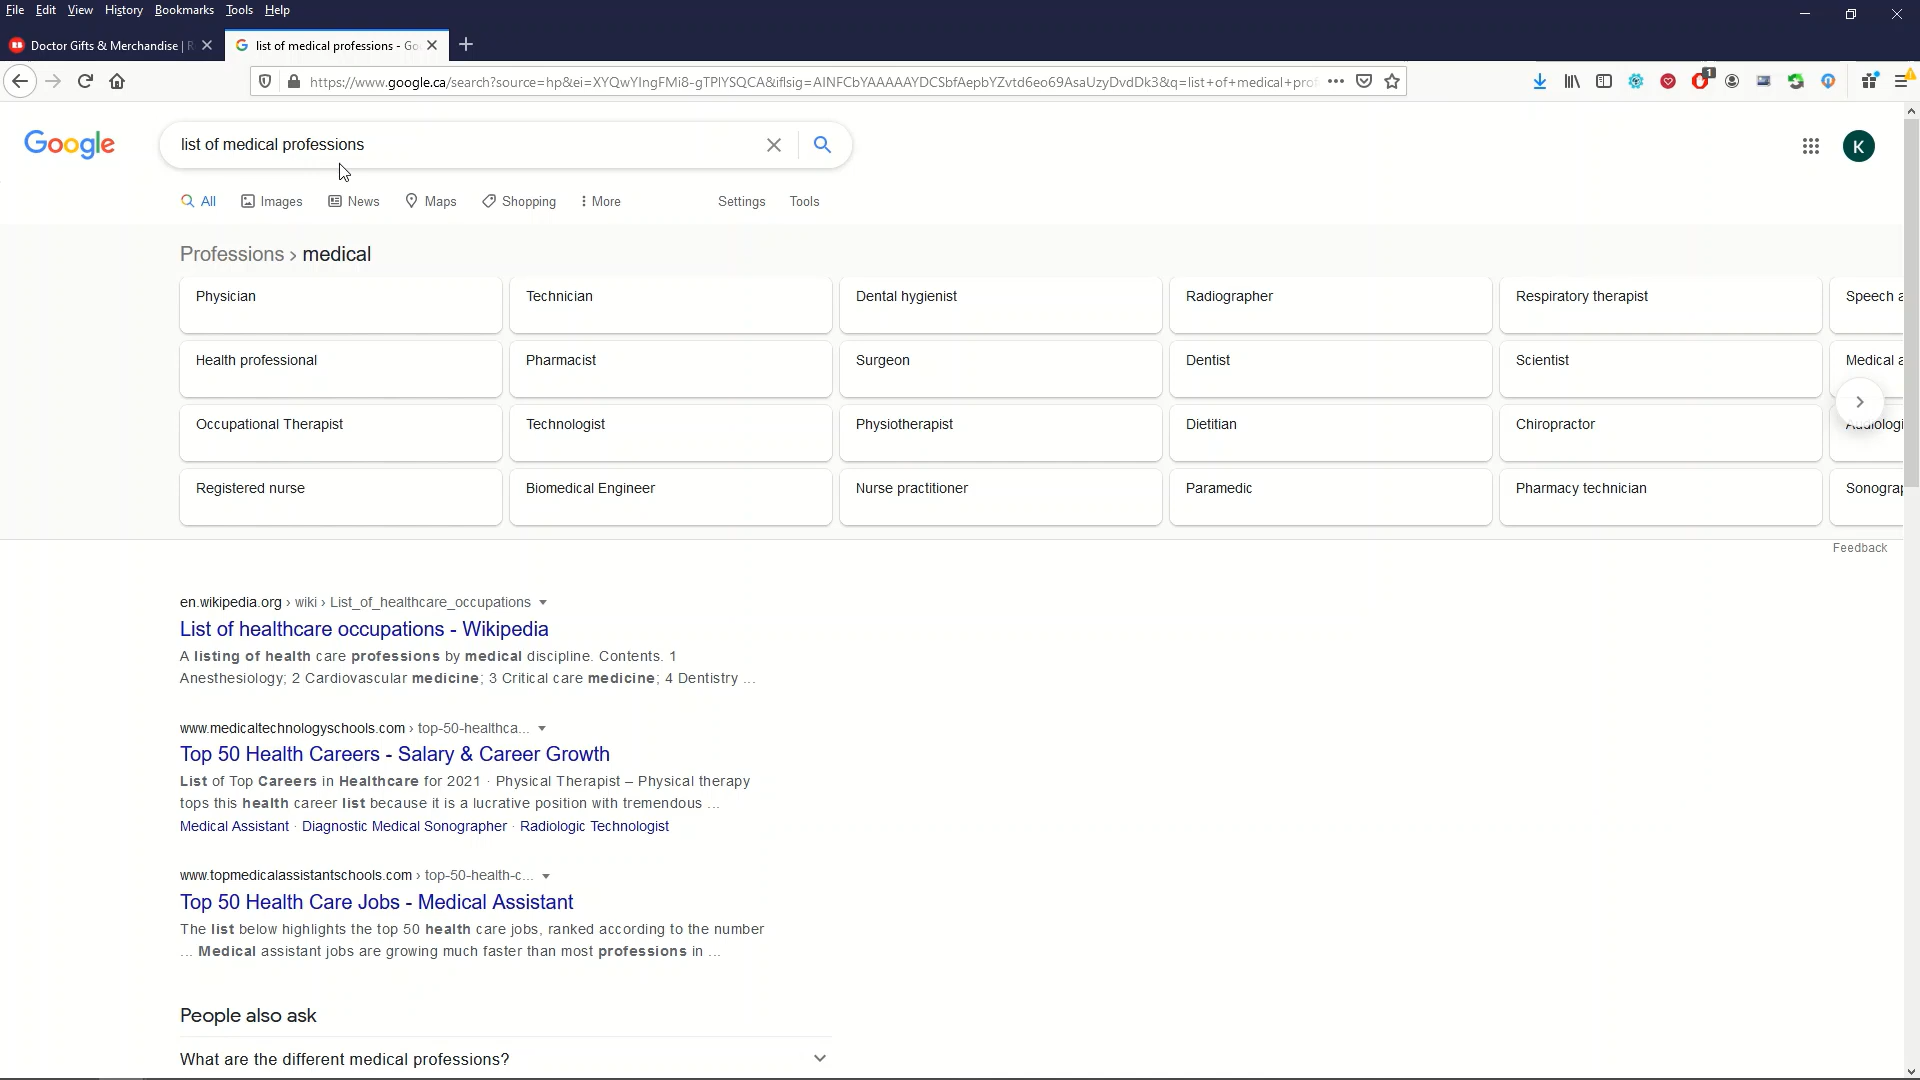 File Edit View History Bookmarks Tools Help
Doctor Gifts & Merchandise |
list of medical professions - Go
https://www.google.ca/search?source=hp&ei=XYQwYIngFMi8-gTPlYSQCA&iflsig=AINFCbYAAAAAYDCSbfAepbYZvtd6eo69AsaUzyDvdDk3&q=list+of+medical+prof
1
Google
list of medical professions
K
All Images News Maps Shopping More Settings Tools
Professions › medical
Physician Technician Dental hygienist Radiographer Respiratory therapist Speech a
Health professional Pharmacist Surgeon Dentist Scientist Medical a
Occupational Therapist Technologist Physiotherapist Dietitian Chiropractor Audiologi
Registered nurse Biomedical Engineer Nurse practitioner Paramedic Pharmacy technician Sonograp
Feedback
en.wikipedia.org › wiki › List_of_healthcare_occupations
List of healthcare occupations - Wikipedia
A listing of health care professions by medical discipline. Contents. 1
Anesthesiology; 2 Cardiovascular medicine; 3 Critical care medicine; 4 Dentistry ...
www.medicaltechnologyschools.com › top-50-healthca...
Top 50 Health Careers - Salary & Career Growth
List of Top Careers in Healthcare for 2021 · Physical Therapist – Physical therapy
tops this health career list because it is a lucrative position with tremendous ...
Medical Assistant · Diagnostic Medical Sonographer · Radiologic Technologist
www.topmedicalassistantschools.com › top-50-health-c...
Top 50 Health Care Jobs - Medical Assistant
The list below highlights the top 50 health care jobs, ranked according to the number
... Medical assistant jobs are growing much faster than most professions in ...
People also ask
What are the different medical professions?